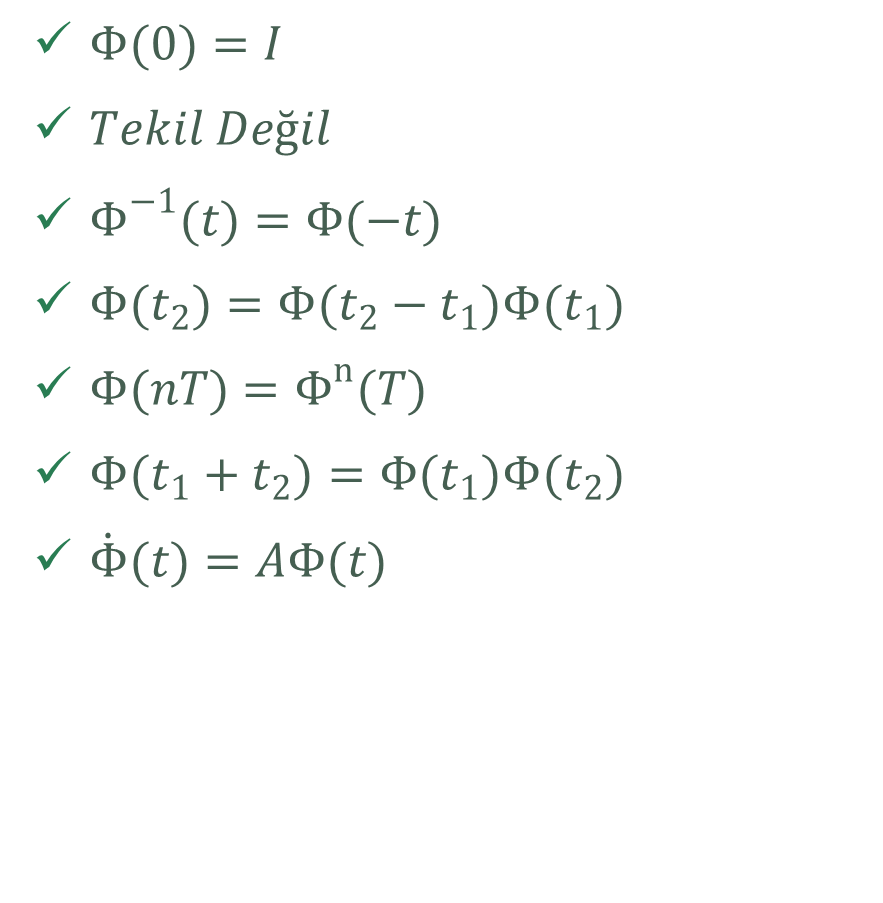 ✓ Φ(0) = I
✓ Tekil Değil
✓ Φ⁻¹(t) = Φ(−t)
✓ Φ(t₂) = Φ(t₂ − t₁)Φ(t₁)
✓ Φ(nT) = Φⁿ(T)
✓ Φ(t₁ + t₂) = Φ(t₁)Φ(t₂)
✓ Φ̇(t) = AΦ(t)